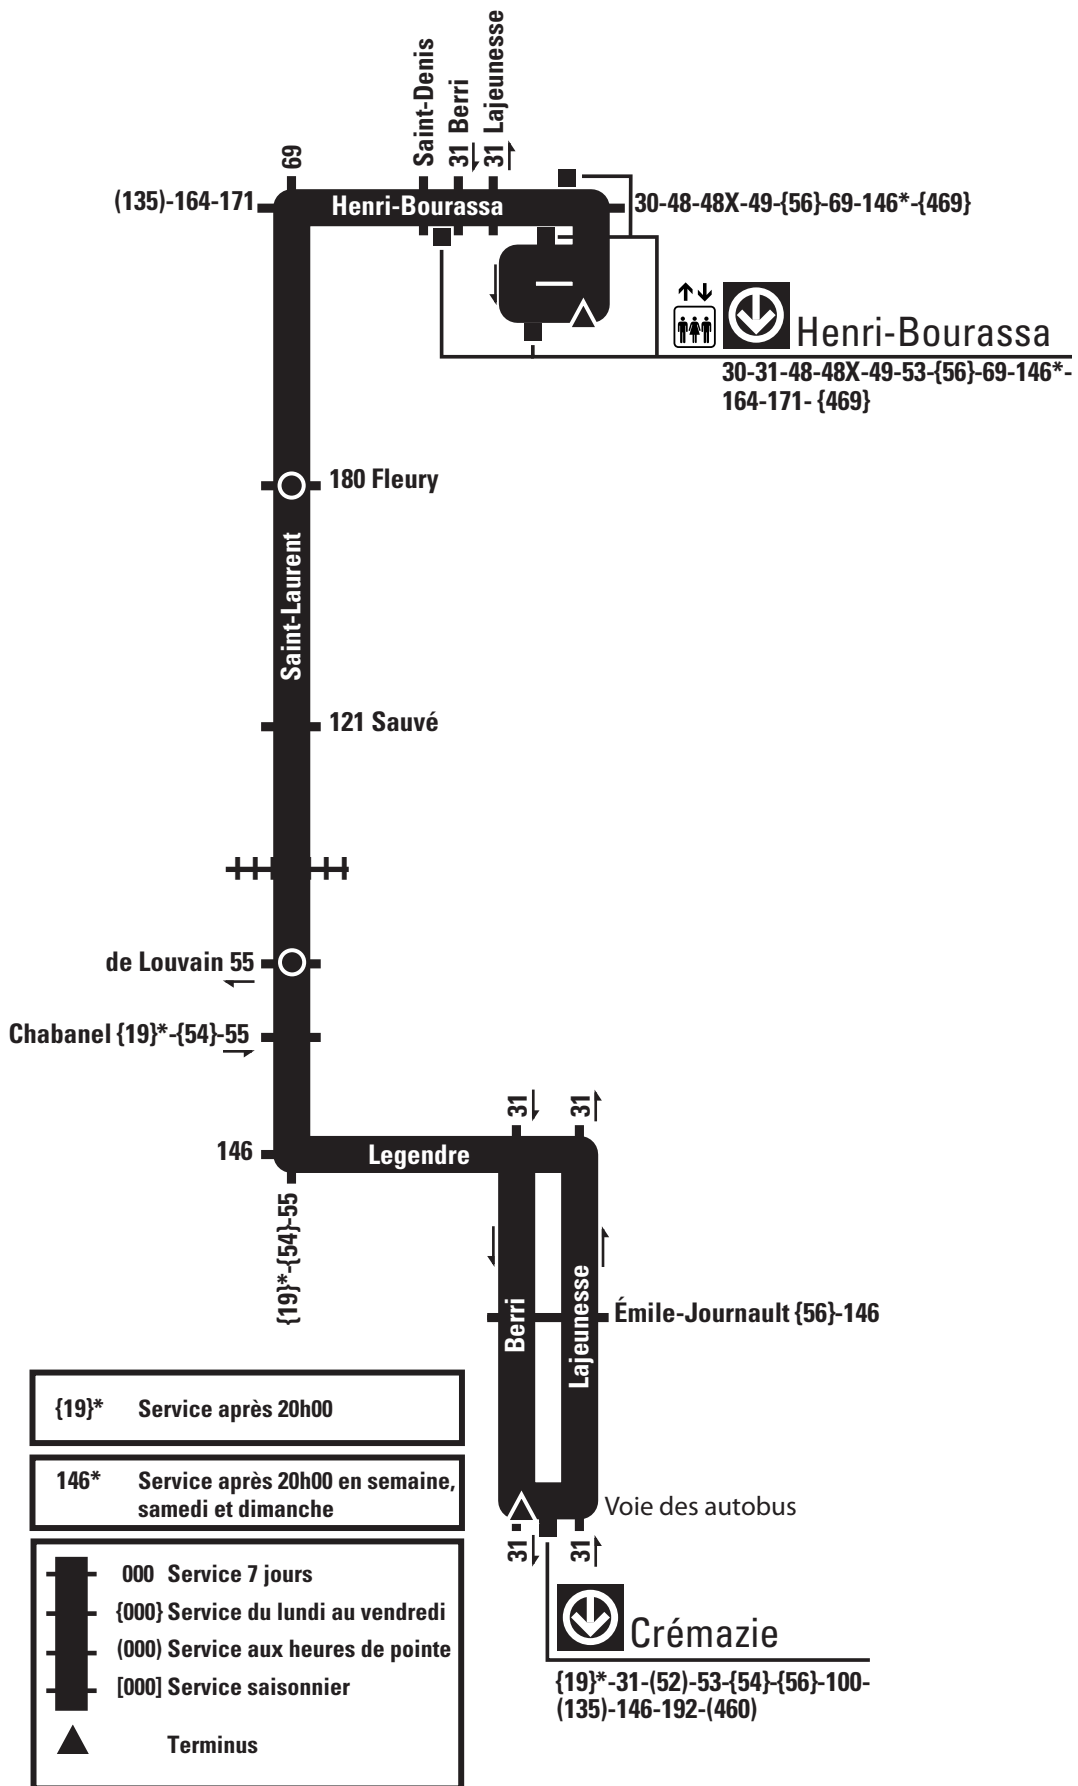 Saint-Denis
31 Berri
31 Lajeunesse
69
(135)-164-171
Henri-Bourassa
30-48-48X-49-{56}-69-146*-{469}
Henri-Bourassa
30-31-48-48X-49-53-{56}-69-146*-
164-171- {469}
180 Fleury
Saint-Laurent
121 Sauvé
de Louvain 55
Chabanel {19}*-{54}-55
31
31
146
Legendre
{19}*-{54}-55
Berri
Lajeunesse
Émile-Journault {56}-146
{19}* Service après 20h00
146* Service après 20h00 en semaine,
samedi et dimanche
Voie des autobus
31
31
000 Service 7 jours
{000} Service du lundi au vendredi
(000) Service aux heures de pointe
[000] Service saisonnier
Terminus
Crémazie
{19}*-31-(52)-53-{54}-{56}-100-
(135)-146-192-(460)